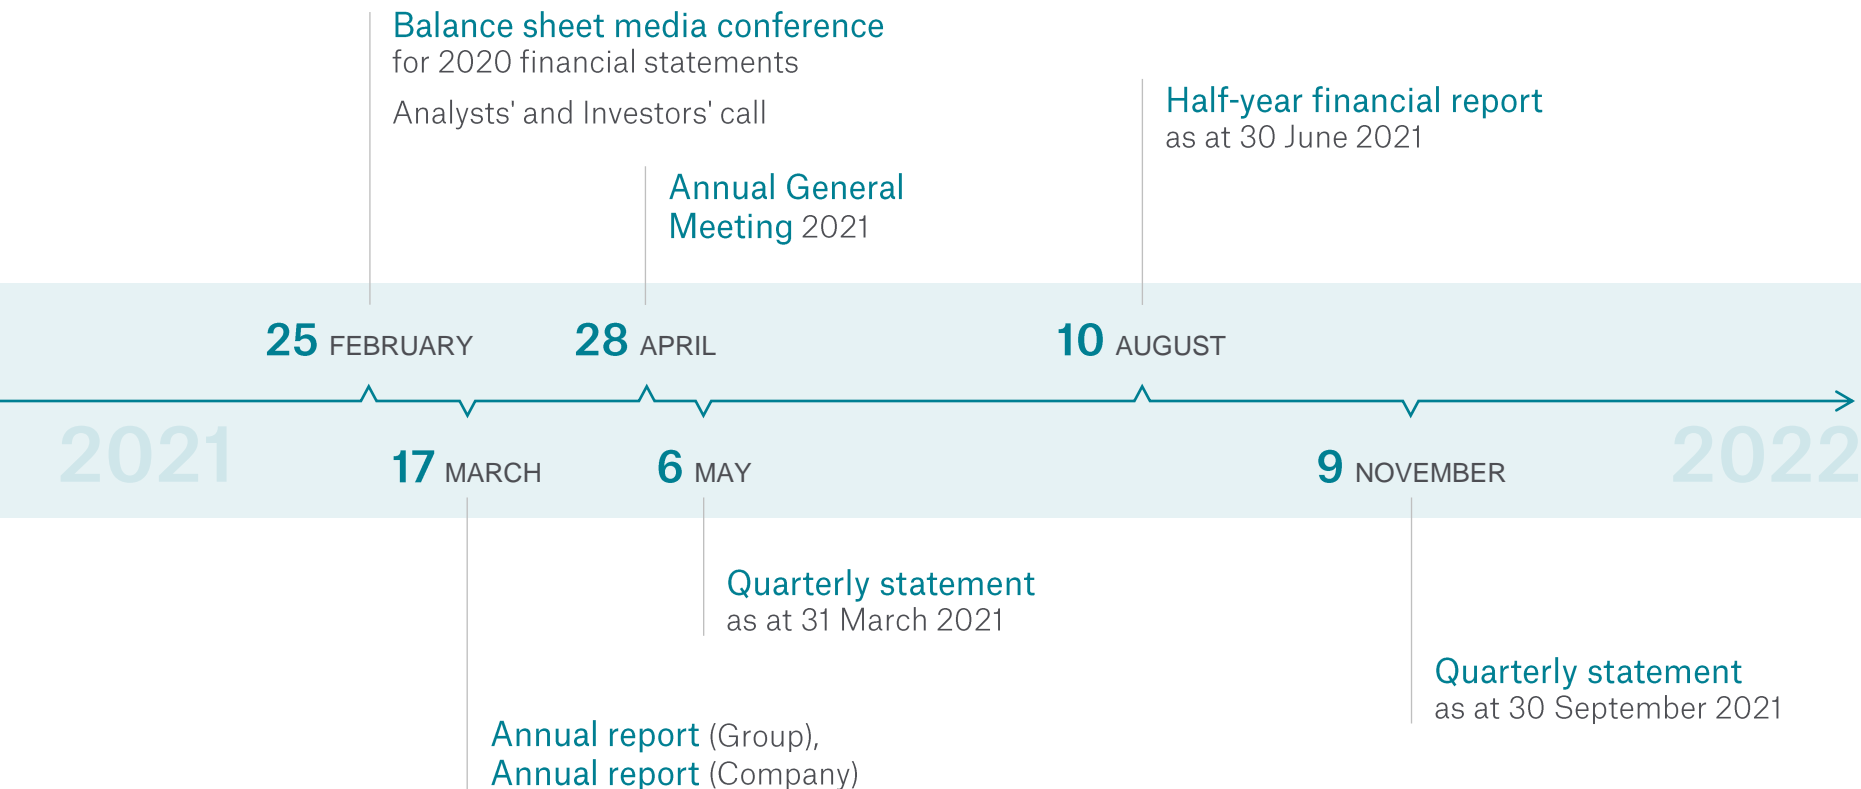 Balance sheet media conference
for 2020 financial statements
Analysts' and Investors' call
Half-year financial report
as at 30 June 2021
Annual General
Meeting 2021
25 FEBRUARY
28 APRIL
10 AUGUST
2021
2022
17 MARCH
6 MAY
9 NOVEMBER
Quarterly statement
as at 31 March 2021
Quarterly statement
as at 30 September 2021
Annual report (Group),
Annual report (Company)